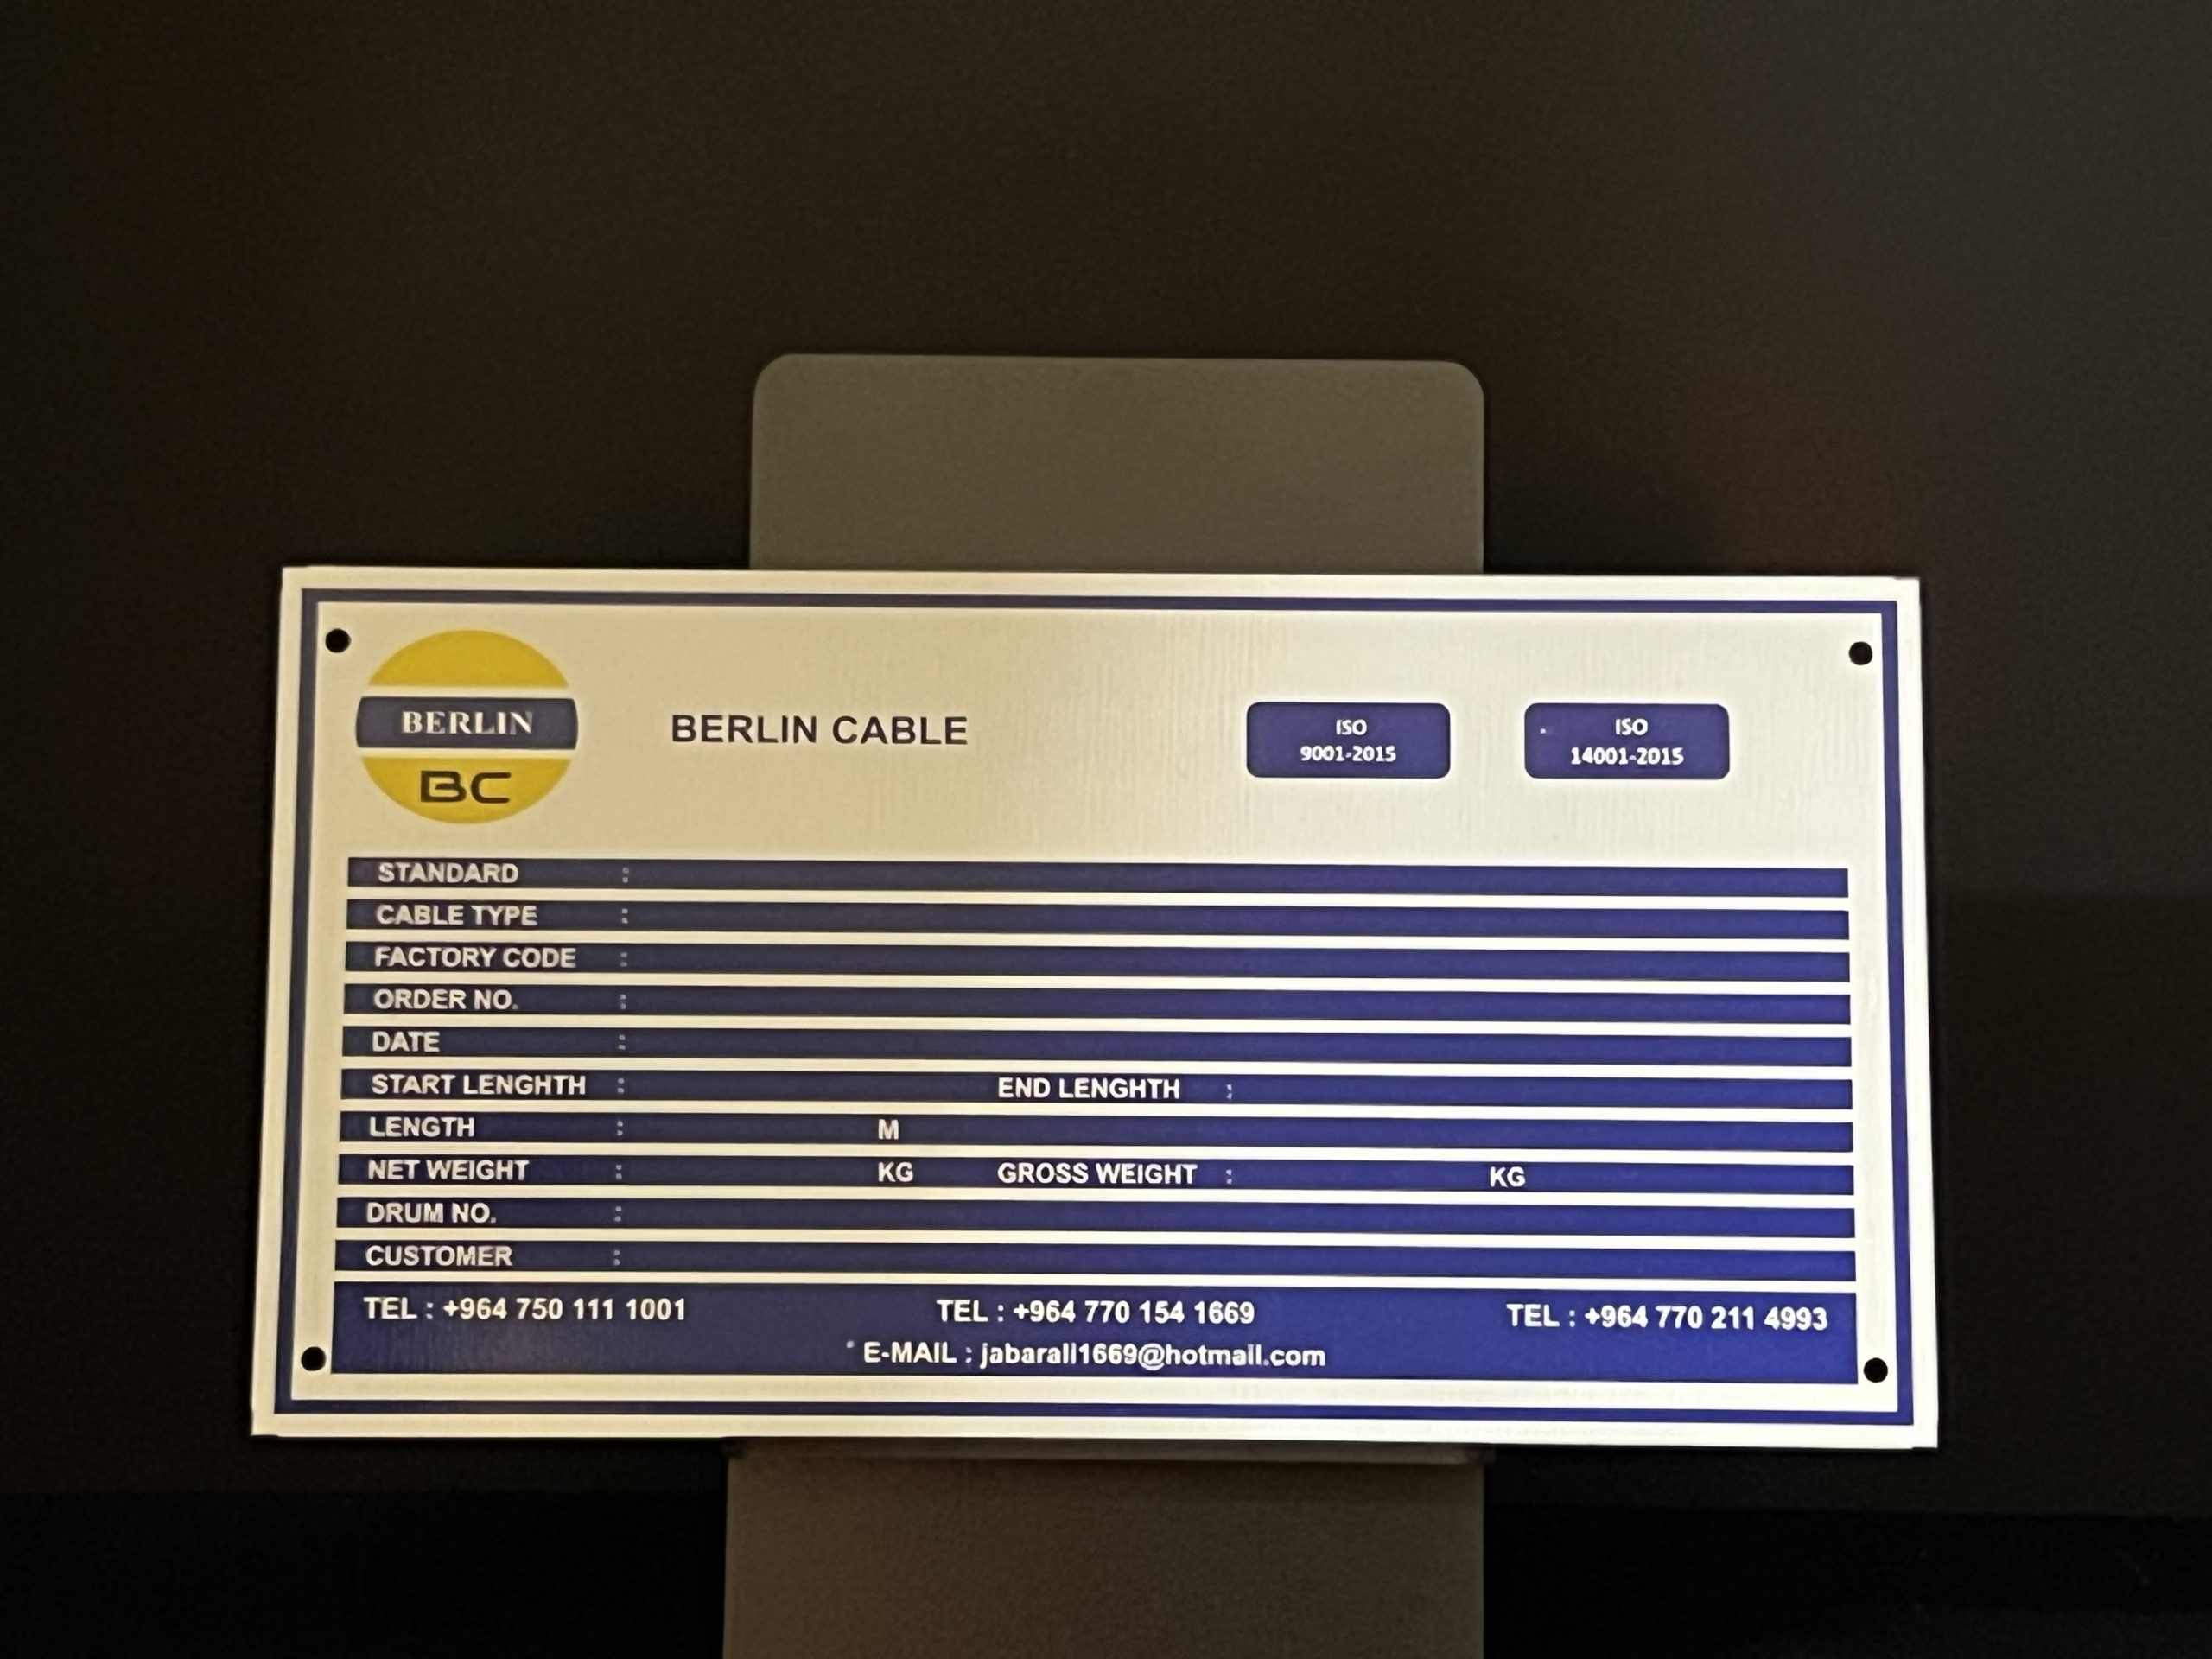 BERLIN
BC
BERLIN CABLE
ISO
9001-2015
ISO
14001-2015
STANDARD :
CABLE TYPE :
FACTORY CODE :
ORDER NO. :
DATE :
START LENGHTH : END LENGHTH :
LENGTH : M
NET WEIGHT : KG GROSS WEIGHT : KG
DRUM NO. :
CUSTOMER :
TEL : +964 750 111 1001 TEL : +964 770 154 1669 TEL : +964 770 211 4993
E-MAIL : jabarali1669@hotmail.com